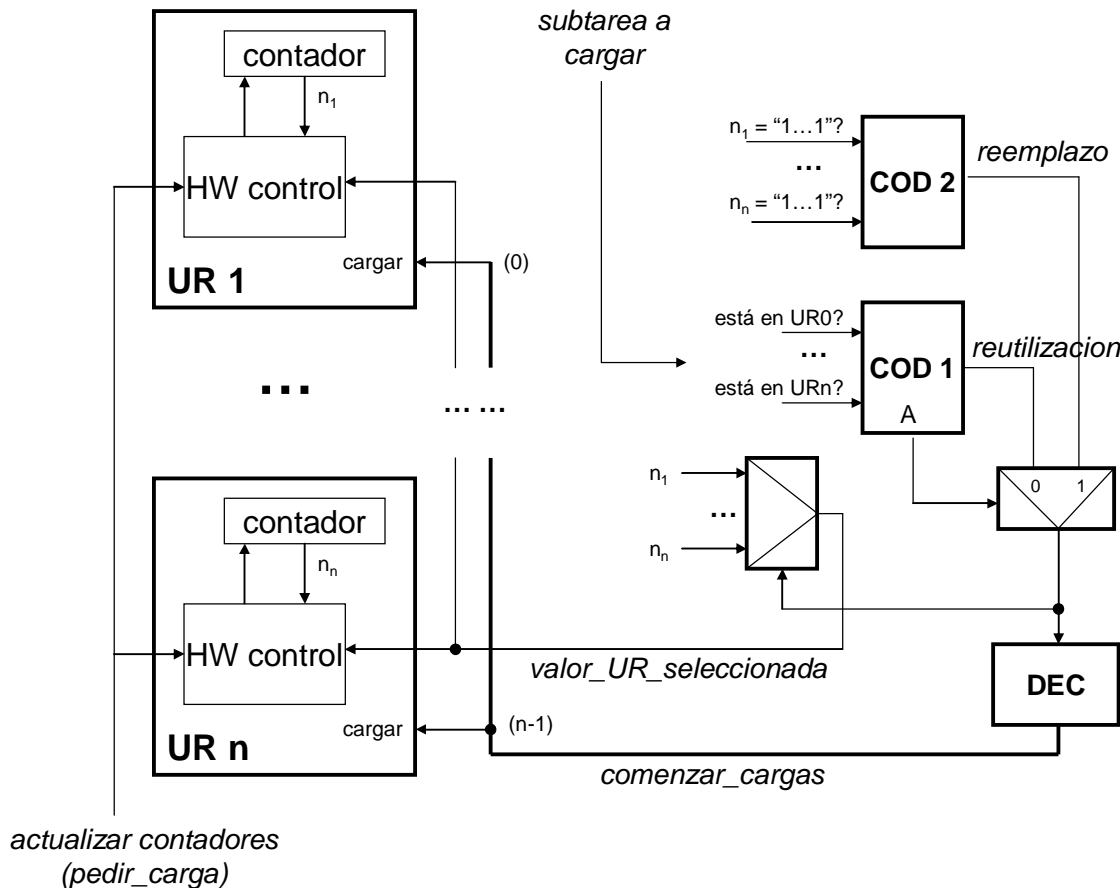 contador
n1
HW control
cargar
(0)
UR 1
...
... ...
contador
nn
HW control
cargar
(n-1)
UR n
actualizar contadores
(pedir_carga)
subtarea a
cargar
n1 = “1…1”?
...
nn = “1…1”?
COD 2
reemplazo
está en UR0?
...
está en URn?
COD 1
A
reutilizacion
0 1
n1
...
nn
valor_UR_seleccionada
DEC
comenzar_cargas